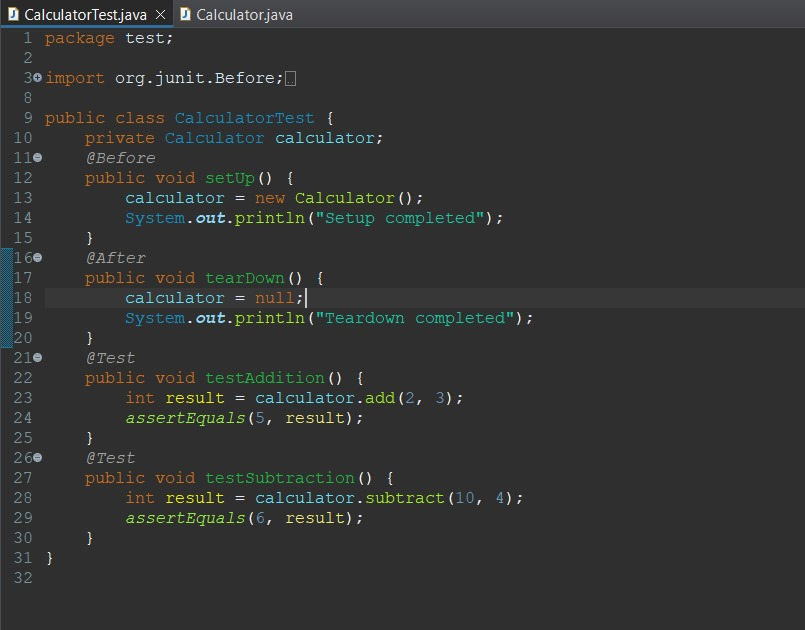 CalculatorTest.java Calculator.java
1 package test;
2
3 import org.junit.Before;
8
9 public class CalculatorTest {
10 private Calculator calculator;
11 @Before
12 public void setUp() {
13 calculator = new Calculator();
14 System.out.println("Setup completed");
15 }
16 @After
17 public void tearDown() {
18 calculator = null;
19 System.out.println("Teardown completed");
20 }
21 @Test
22 public void testAddition() {
23 int result = calculator.add(2, 3);
24 assertEquals(5, result);
25 }
26 @Test
27 public void testSubtraction() {
28 int result = calculator.subtract(10, 4);
29 assertEquals(6, result);
30 }
31 }
32